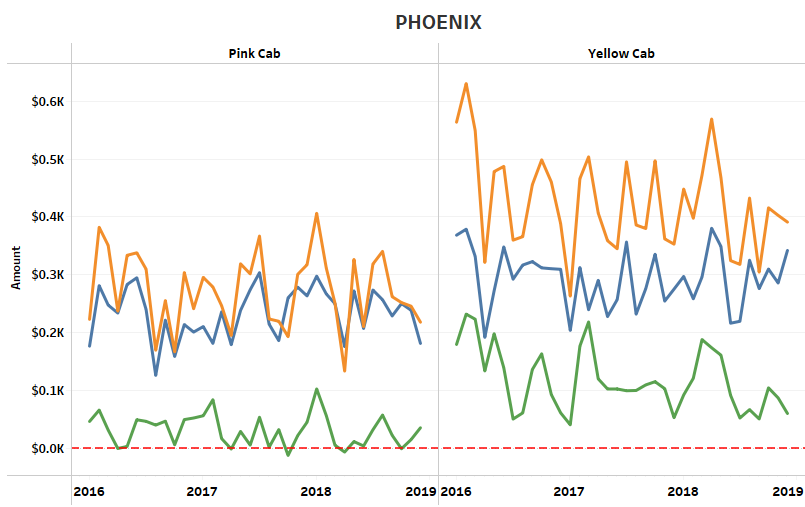 PHOENIX
Pink Cab Yellow Cab
$0.6K
$0.5K
$0.4K
$0.3K
$0.2K
$0.1K
$0.0K
Amount
2016 2017 2018 2019 2016 2017 2018 2019